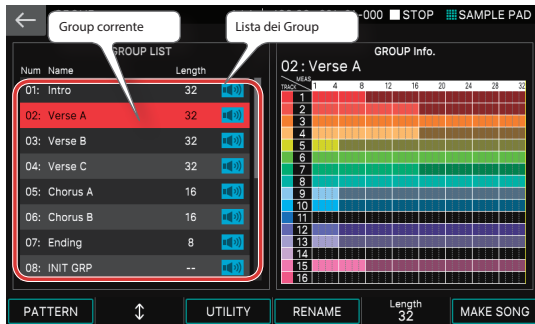 -000 STOP SAMPLE PAD
Group corrente
Lista dei Group
GROUP LIST
Num Name Length
01: Intro 32
02: Verse A 32
03: Verse B 32
04: Verse C 32
05: Chorus A 16
06: Chorus B 16
07: Ending 8
08: INIT GRP --
GROUP Info.
02: Verse A
MEAS
TRACK 1 4 8 12 16 20 24 28 32
1
2
3
4
5
6
7
8
9
10
11
12
13
14
15
16
PATTERN UTILITY RENAME Length 32 MAKE SONG